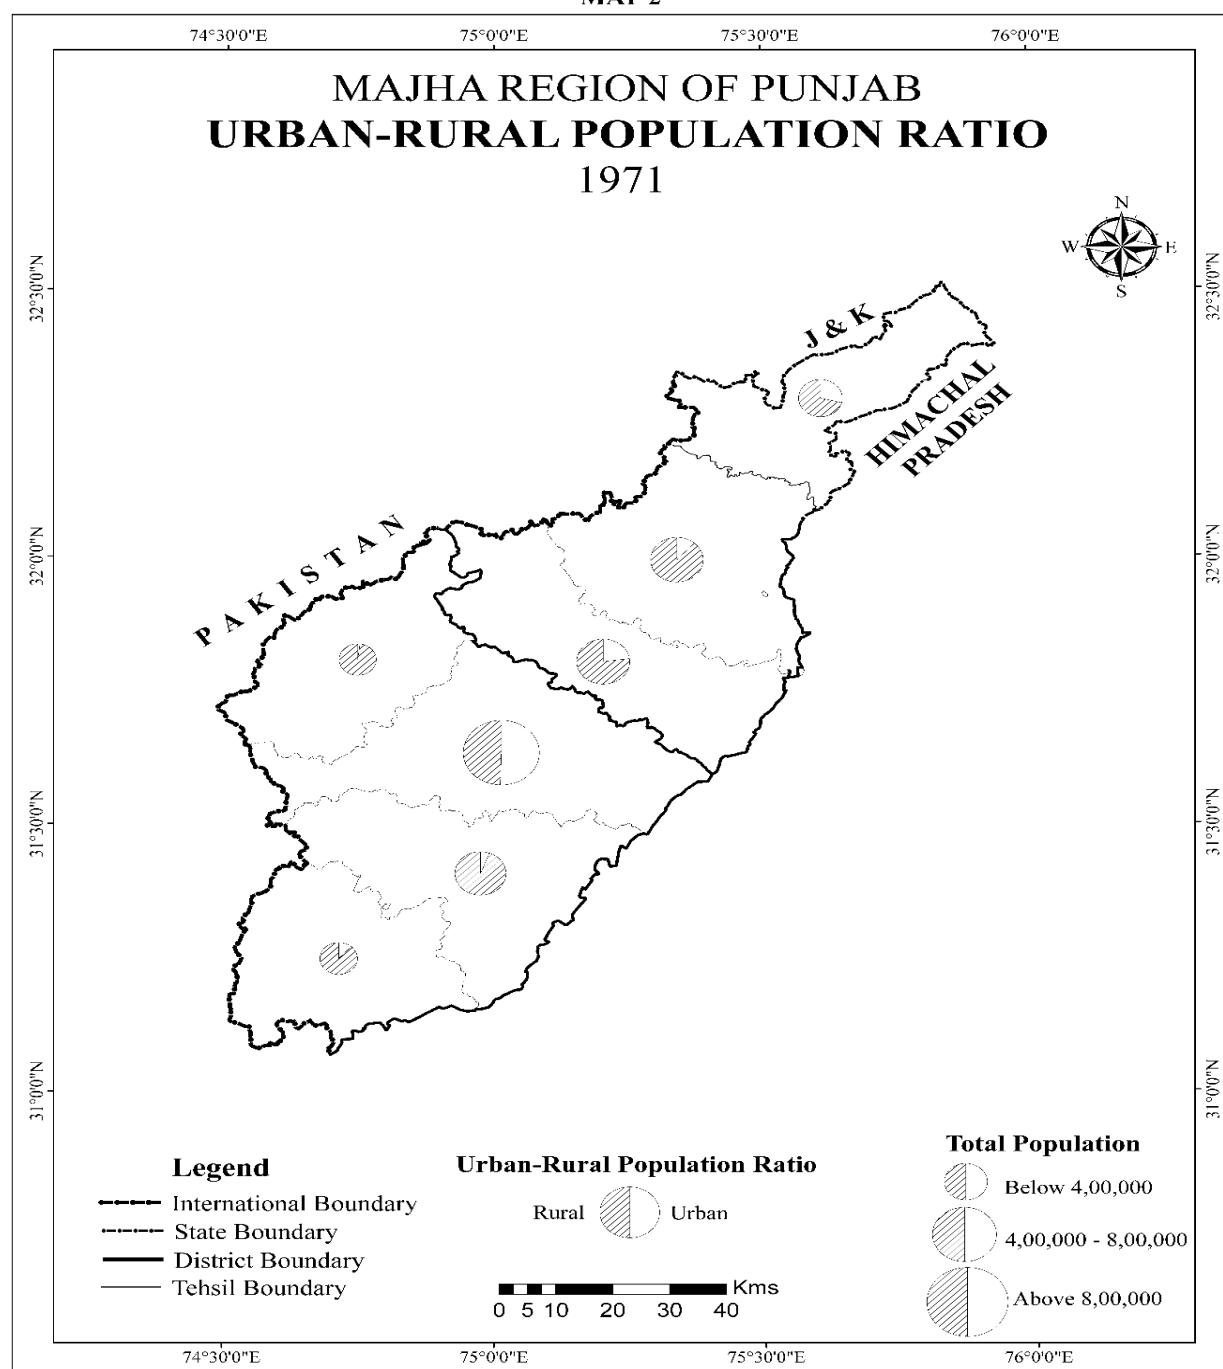 MAP 2
74°30'0"E 75°0'0"E 75°30'0"E 76°0'0"E
MAJHA REGION OF PUNJAB
URBAN-RURAL POPULATION RATIO
1971
N
W E
S
32°30'0"N 32°30'0"N
J & K
HIMACHAL
PRADESH
PAKISTAN
32°0'0"N 32°0'0"N
31°30'0"N 31°30'0"N
31°0'0"N 31°0'0"N
Legend
International Boundary
State Boundary
District Boundary
Tehsil Boundary
Urban-Rural Population Ratio
Rural Urban
Kms
0 5 10 20 30 40
Total Population
Below 4,00,000
4,00,000 - 8,00,000
Above 8,00,000
74°30'0"E 75°0'0"E 75°30'0"E 76°0'0"E